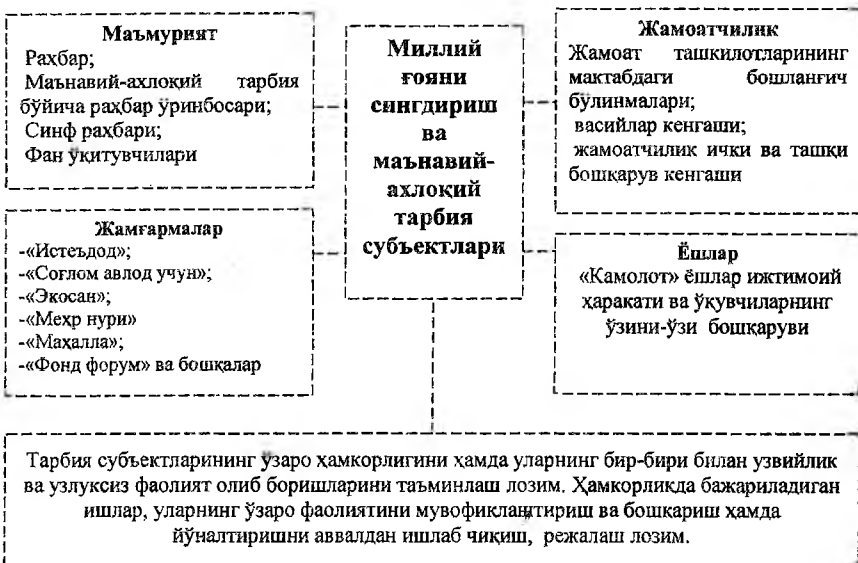 Маъмурият
Раҳбар;
Маънавий-ахлоқий тарбия
бўйича раҳбар ўринбосари;
Синф раҳбари;
Фан ўқитувчилари
Миллий
ғояни
сингдириш
ва
маънавий-
ахлоқий
тарбия
субъектлари
Жамоатчилик
Жамоат ташкилотларининг
мактабдаги бошланғич
бўлинмалари;
васийлар кенгаши;
жамоатчилик ички ва ташқи
бошқарув кенгаши
Жамғармалар
-«Истеъдод»;
-«Соғлом авлод учун»;
-«Экосан»;
-«Меҳр нури»
-«Маҳалла»;
-«Фонд форум» ва бошқалар
Ёшлар
«Камолот» ёшлар ижтимоий
ҳаракати ва ўқувчиларнинг
ўзини-ўзи бошқаруви
Тарбия субъектларининг ўзаро ҳамкорлигини ҳамда уларнинг бир-бири билан узвийлик
ва узлуксиз фаолият олиб боришларини таъминлаш лозим. Ҳамкорликда бажариладиган
ишлар, уларнинг ўзаро фаолиятини мувофиқлаштириш ва бошқариш ҳамда
йўналтиришни аввалдан ишлаб чиқиш, режалаш лозим.